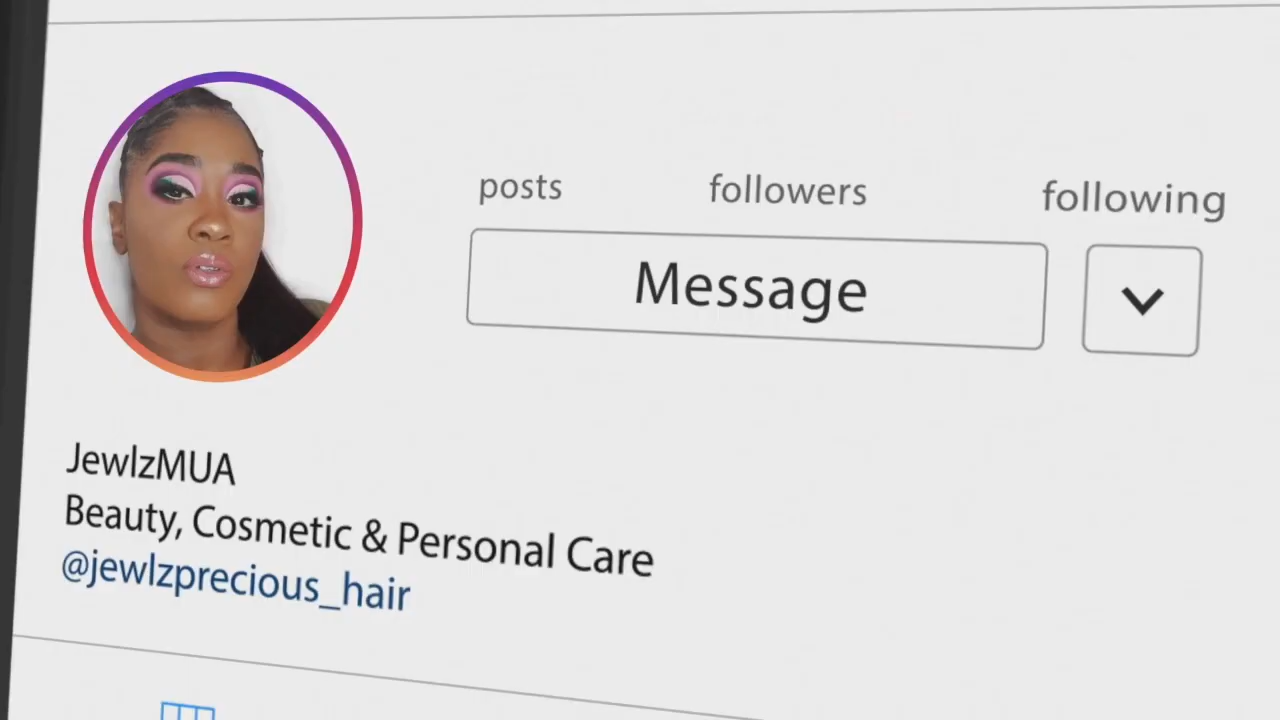 posts followers following
Message
JewlzMUA
Beauty, Cosmetic & Personal Care
@jewlzprecious_hair